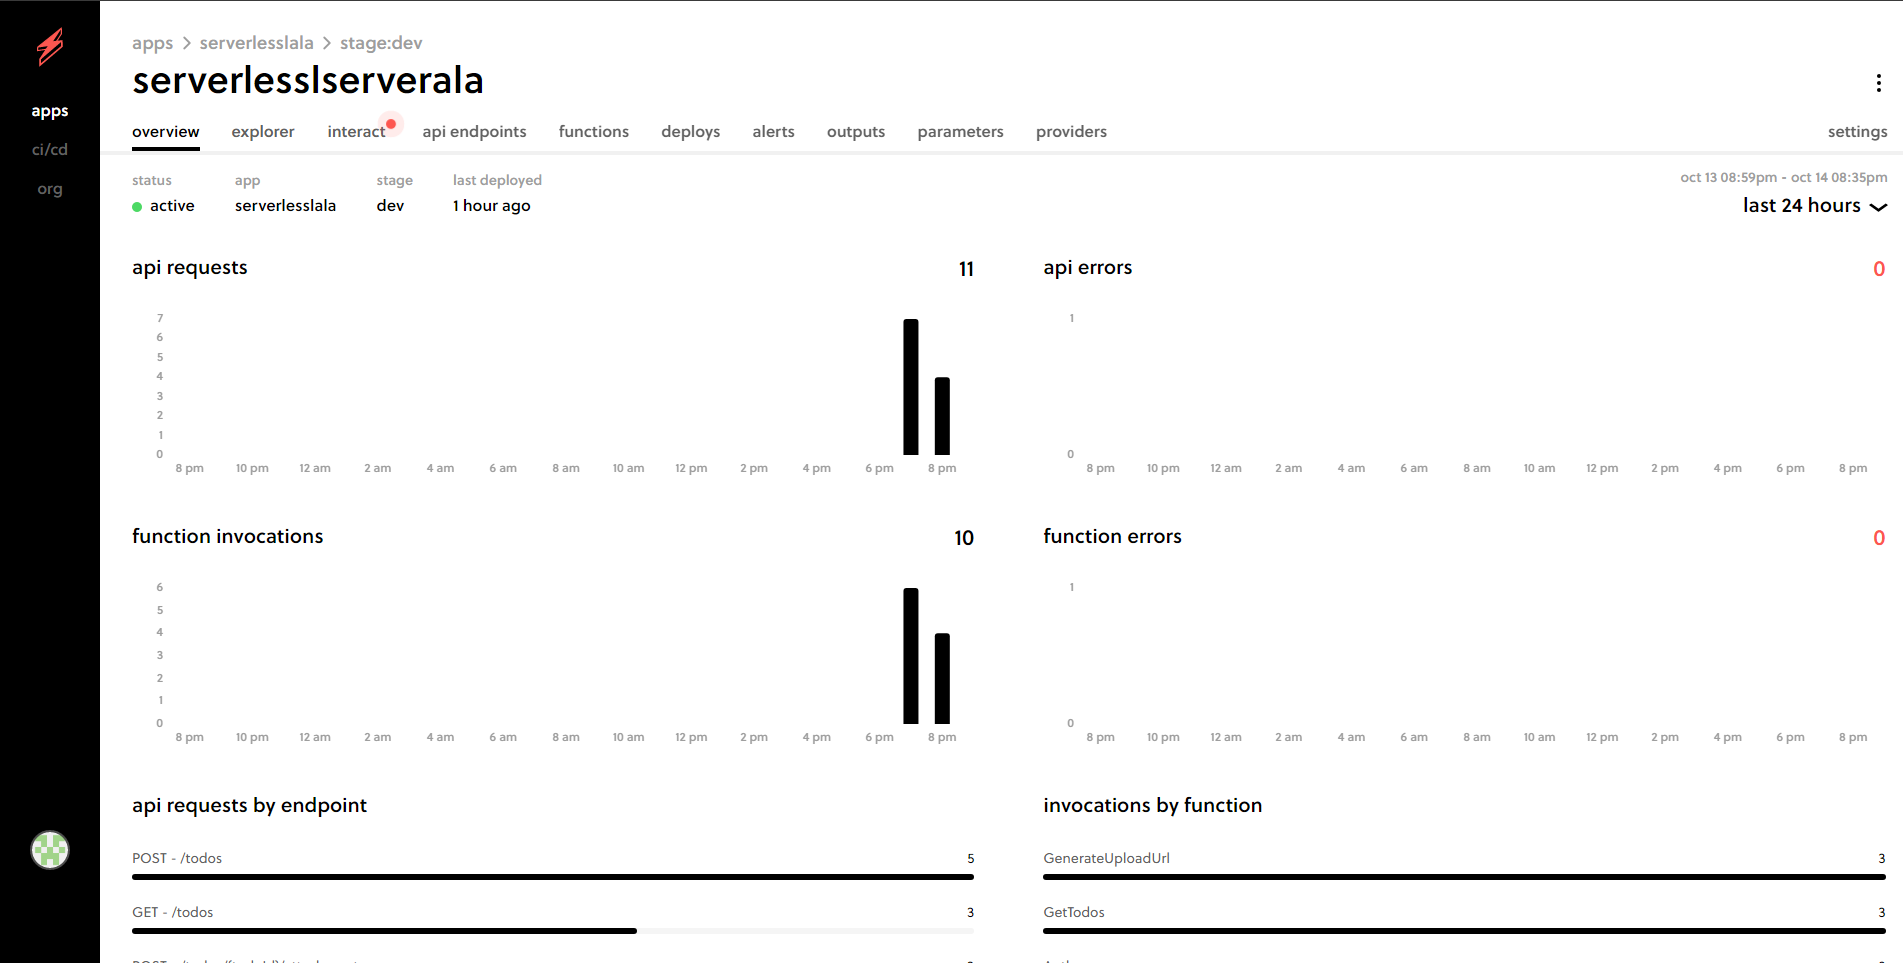 apps
ci/cd
org
apps > serverlesslala > stage:dev
serverlesslserverala
overview explorer interact api endpoints functions deploys alerts outputs parameters providers settings
status app stage last deployed oct 13 08:59pm - oct 14 08:35pm
active serverlesslala dev 1 hour ago last 24 hours
api requests 11
7
6
5
4
3
2
1
0
8 pm 10 pm 12 am 2 am 4 am 6 am 8 am 10 am 12 pm 2 pm 4 pm 6 pm 8 pm
api errors 0
1
0
8 pm 10 pm 12 am 2 am 4 am 6 am 8 am 10 am 12 pm 2 pm 4 pm 6 pm 8 pm
function invocations 10
6
5
4
3
2
1
0
8 pm 10 pm 12 am 2 am 4 am 6 am 8 am 10 am 12 pm 2 pm 4 pm 6 pm 8 pm
function errors 0
1
0
8 pm 10 pm 12 am 2 am 4 am 6 am 8 am 10 am 12 pm 2 pm 4 pm 6 pm 8 pm
api requests by endpoint
POST - /todos 5
GET - /todos 3
invocations by function
GenerateUploadUrl 3
GetTodos 3